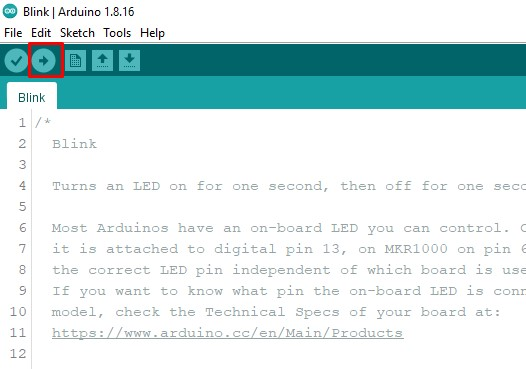 Blink | Arduino 1.8.16
File Edit Sketch Tools Help
Blink
1 /*
2 Blink
3
4 Turns an LED on for one second, then off for one
5
6 Most Arduinos have an on-board LED you can control.
7 it is attached to digital pin 13, on MKR1000 on pin
8 the correct LED pin independent of which board is
9 If you want to know what pin the on-board LED is
10 model, check the Technical Specs of your board at:
11 https://www.arduino.cc/en/Main/Products
12